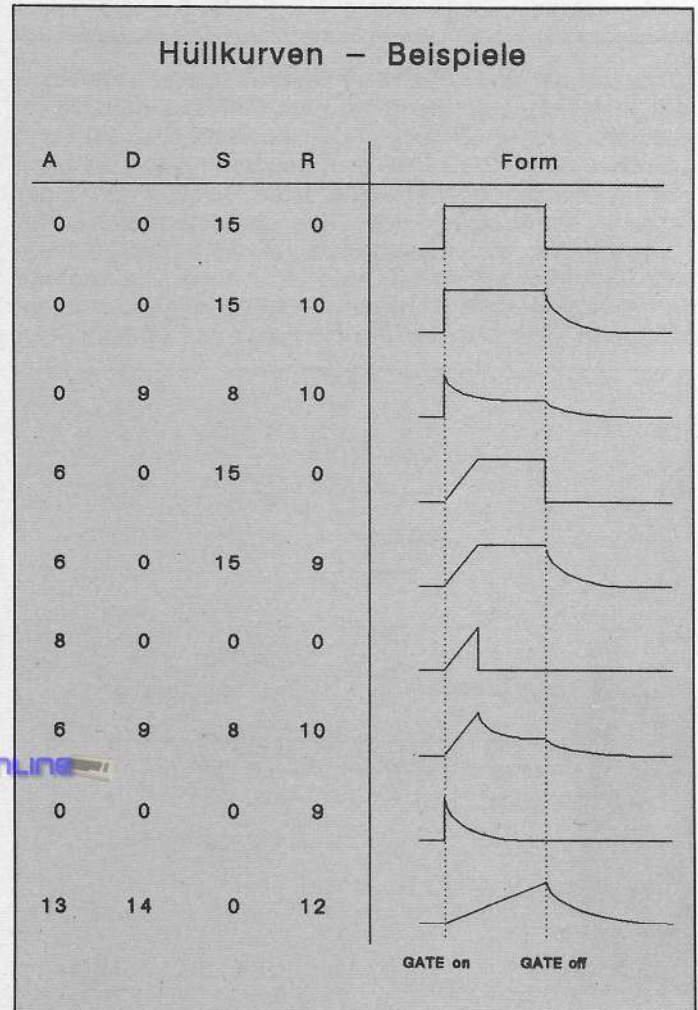 Hüllkurven – Beispiele
A D S R Form
0 0 15 0
0 0 15 10
0 9 8 10
6 0 15 0
6 0 15 9
8 0 0 0
6 9 8 10
0 0 0 9
13 14 0 12
GATE on GATE off